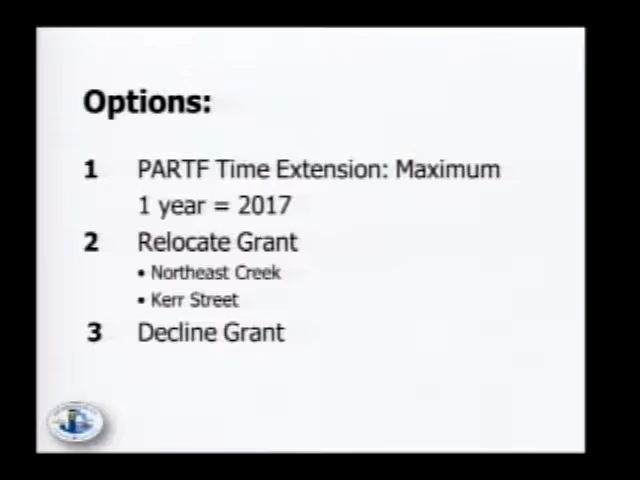 Options:
1 PARTF Time Extension: Maximum
1 year = 2017
2 Relocate Grant
• Northeast Creek
• Kerr Street
3 Decline Grant